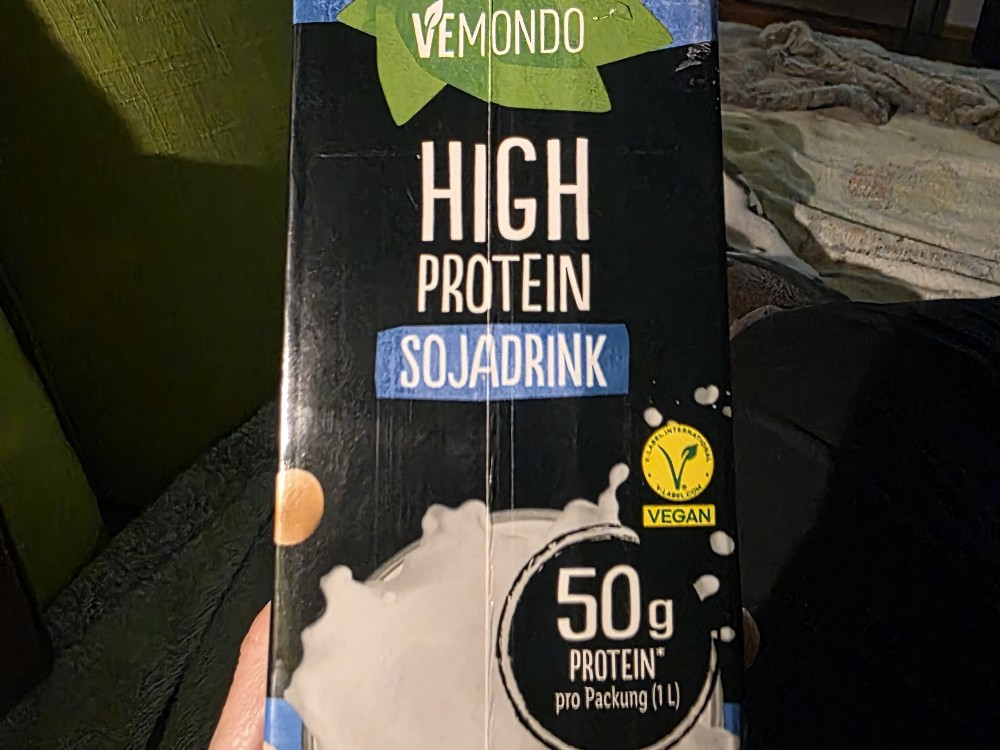 VEMONDO
HIGH
PROTEIN
SOJADRINK
V-LABEL INTERNATIONAL
V-LABEL.COM
VEGAN
50g
PROTEIN*
pro Packung (1 L)